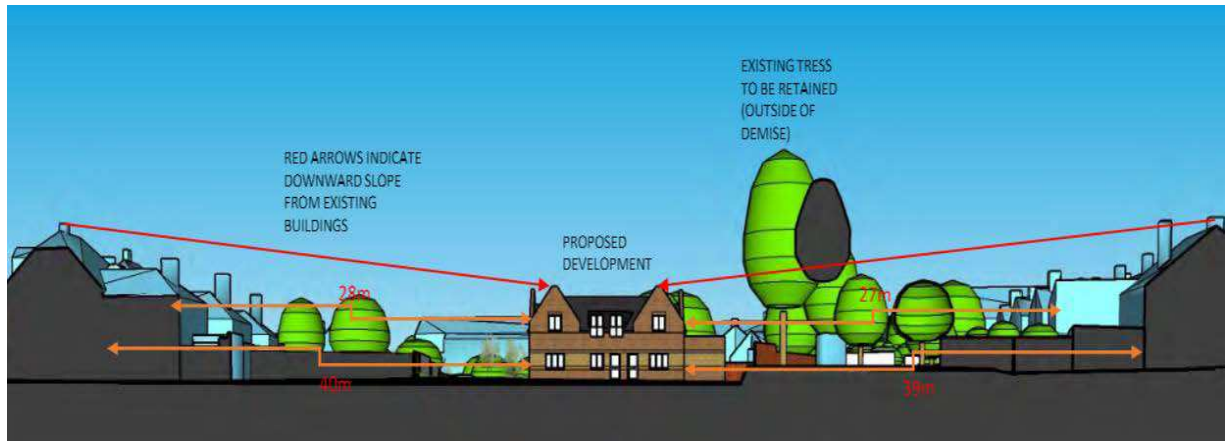 EXISTING TRESS
TO BE RETAINED
(OUTSIDE OF
DEMISE)
RED ARROWS INDICATE
DOWNWARD SLOPE
FROM EXISTING
BUILDINGS
PROPOSED
DEVELOPMENT
28m
27m
40m
39m